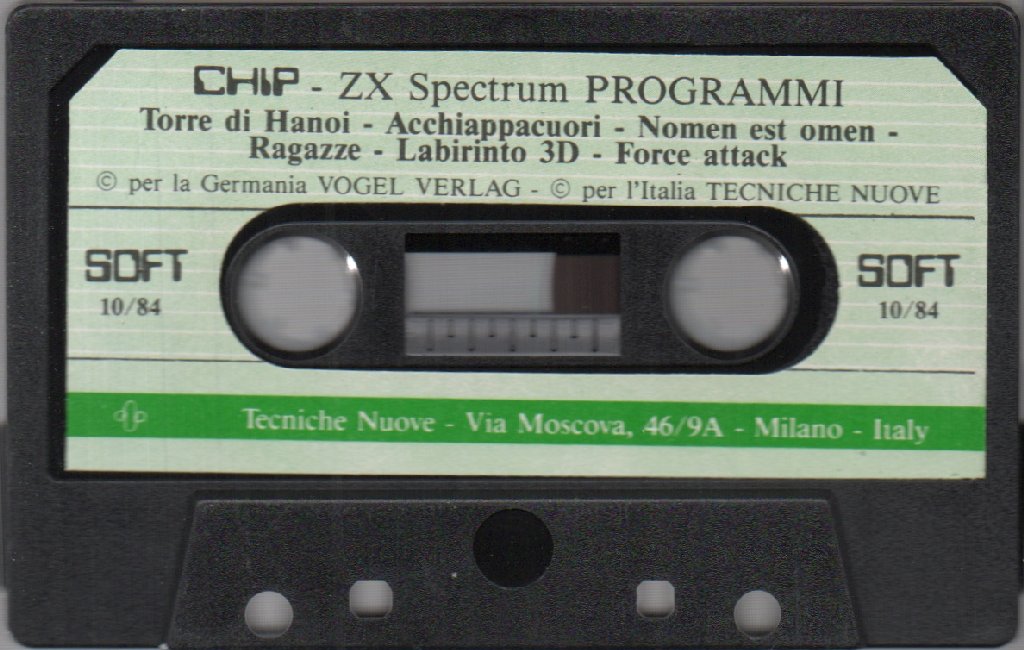 CHIP - ZX Spectrum PROGRAMMI
Torre di Hanoi - Acchiappacuori - Nomen est omen -
Ragazze - Labirinto 3D - Force attack
© per la Germania VOGEL VERLAG - © per l'Italia TECNICHE NUOVE
SOFT
10/84
SOFT
10/84
Tecniche Nuove - Via Moscova, 46/9A - Milano - Italy